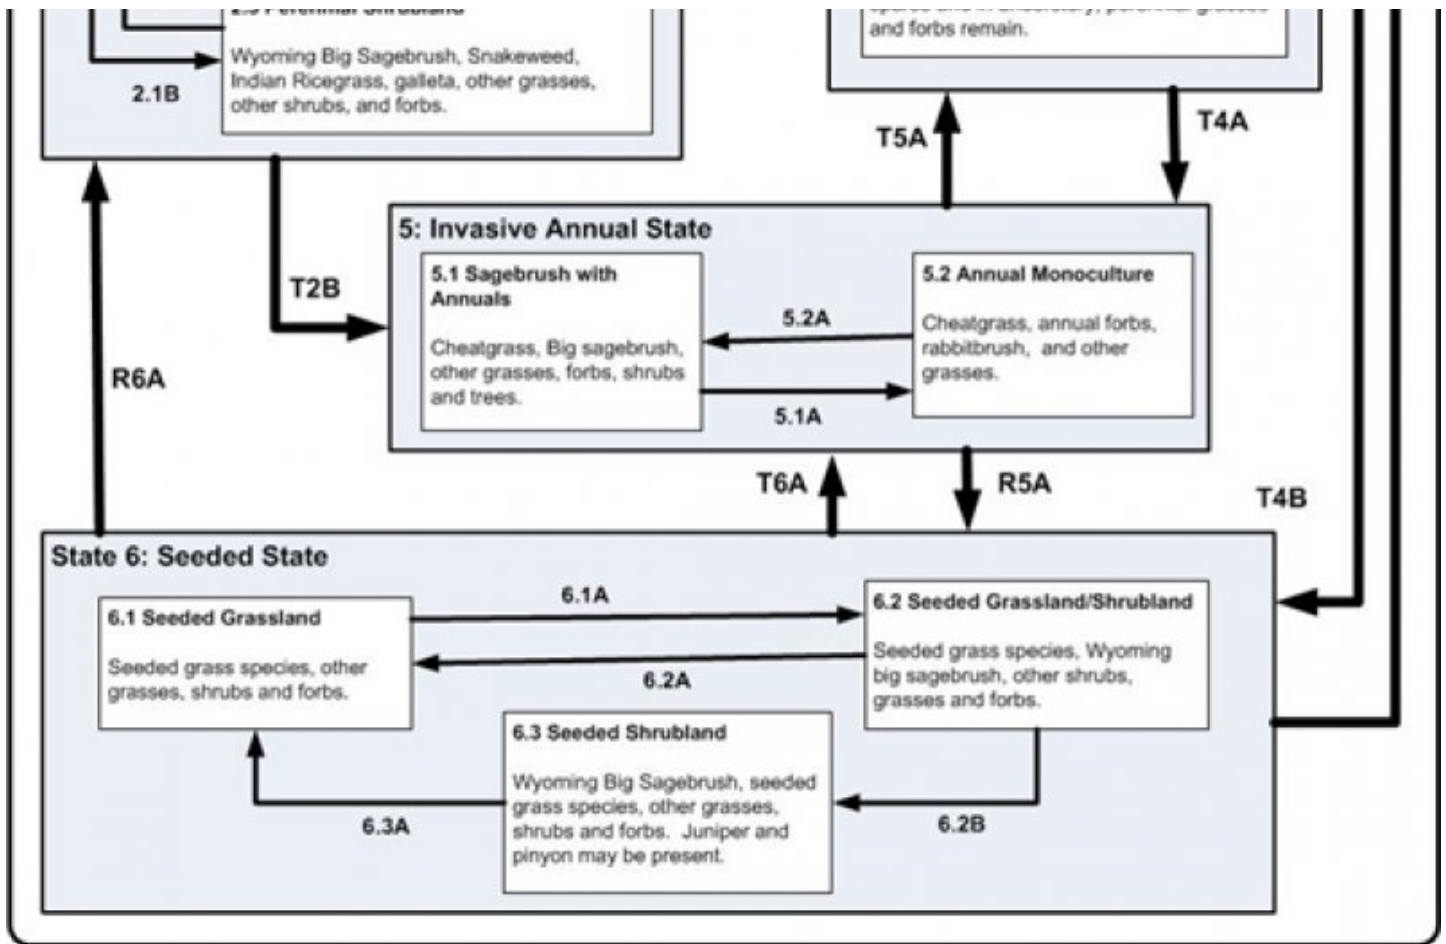 2.3 Perennial Shrubland
Wyoming Big Sagebrush, Snakeweed,
Indian Ricegrass, galleta, other grasses,
other shrubs, and forbs.
2.1B
and forbs remain.
T5A
T4A
R6A
T2B
5: Invasive Annual State
5.1 Sagebrush with
Annuals
Cheatgrass, Big sagebrush,
other grasses, forbs, shrubs
and trees.
5.2A
5.1A
5.2 Annual Monoculture
Cheatgrass, annual forbs,
rabbitbrush, and other
grasses.
T6A
R5A
T4B
State 6: Seeded State
6.1 Seeded Grassland
Seeded grass species, other
grasses, shrubs and forbs.
6.1A
6.2A
6.2 Seeded Grassland/Shrubland
Seeded grass species, Wyoming
big sagebrush, other shrubs,
grasses and forbs.
6.3 Seeded Shrubland
Wyoming Big Sagebrush, seeded
grass species, other grasses,
shrubs and forbs. Juniper and
pinyon may be present.
6.3A
6.2B